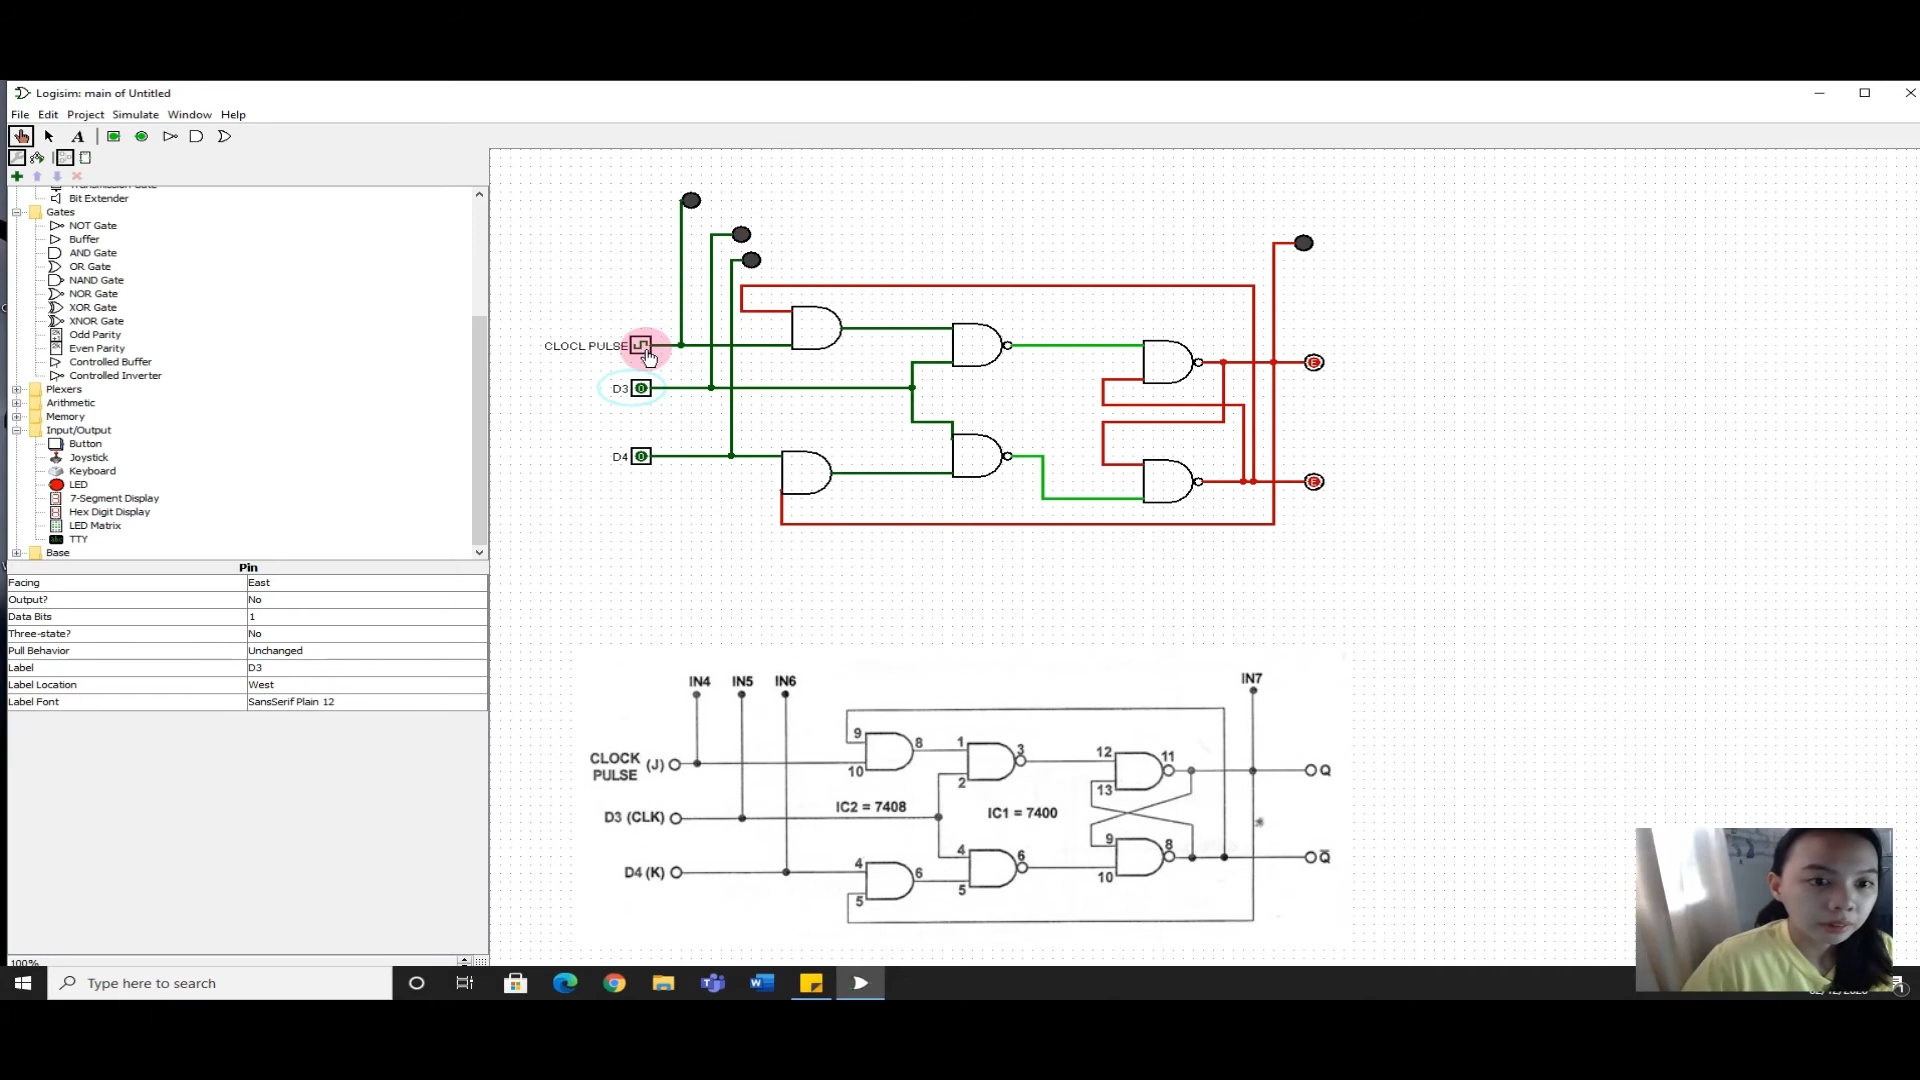 Logisim: main of Untitled
File Edit Project Simulate Window Help
A
Bit Extender
Gates
NOT Gate
Buffer
AND Gate
OR Gate
NAND Gate
NOR Gate
XOR Gate
XNOR Gate
Odd Parity
Even Parity
Controlled Buffer
Controlled Inverter
Plexers
Arithmetic
Memory
Input/Output
Button
Joystick
Keyboard
LED
7-Segment Display
Hex Digit Display
LED Matrix
TTY
Base
Pin
Facing East
Output? No
Data Bits 1
Three-state? No
Pull Behavior Unchanged
Label D3
Label Location West
Label Font SansSerif Plain 12
100%
CLOCL PULSE
D3 0
D4 0
E
E
IN4 IN5 IN6 IN7
CLOCK PULSE (J)
D3 (CLK)
D4 (K)
IC2 = 7408
IC1 = 7400
9 8 1 3 12 11
10 2 13
4 6 4 6 9 8
5 5 10
Q
Q̅
Type here to search
1